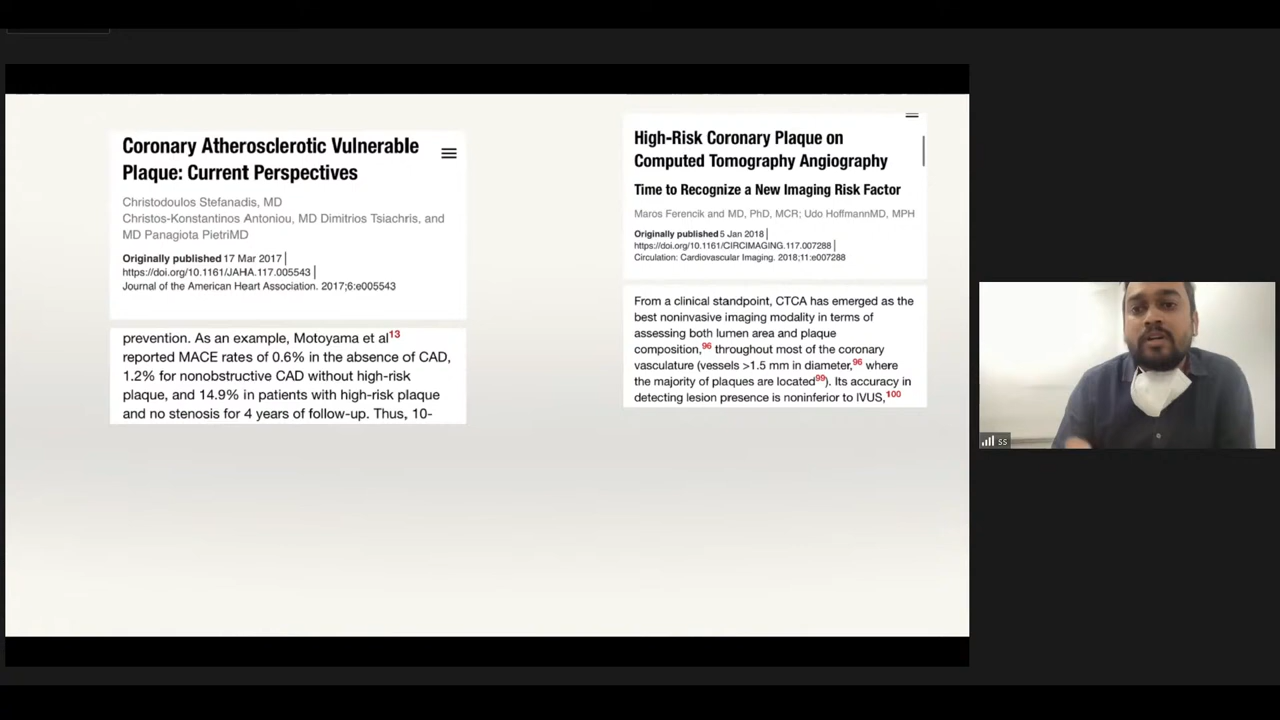 Coronary Atherosclerotic Vulnerable
Plaque: Current Perspectives
Christodoulos Stefanadis, MD
Christos-Konstantinos Antoniou, MD Dimitrios Tsiachris, and
MD Panagiota PietriMD
Originally published 17 Mar 2017 |
https://doi.org/10.1161/JAHA.117.005543 |
Journal of the American Heart Association. 2017;6:e005543
prevention. As an example, Motoyama et al13
reported MACE rates of 0.6% in the absence of CAD,
1.2% for nonobstructive CAD without high-risk
plaque, and 14.9% in patients with high-risk plaque
and no stenosis for 4 years of follow-up. Thus, 10-
High-Risk Coronary Plaque on
Computed Tomography Angiography
Time to Recognize a New Imaging Risk Factor
Maros Ferencik and MD, PhD, MCR; Udo HoffmannMD, MPH
Originally published 5 Jan 2018 |
https://doi.org/10.1161/CIRCIMAGING.117.007288 |
Circulation: Cardiovascular Imaging. 2018;11:e007288
From a clinical standpoint, CTCA has emerged as the
best noninvasive imaging modality in terms of
assessing both lumen area and plaque
composition,96 throughout most of the coronary
vasculature (vessels >1.5 mm in diameter,96 where
the majority of plaques are located99). Its accuracy in
detecting lesion presence is noninferior to IVUS,100
ss